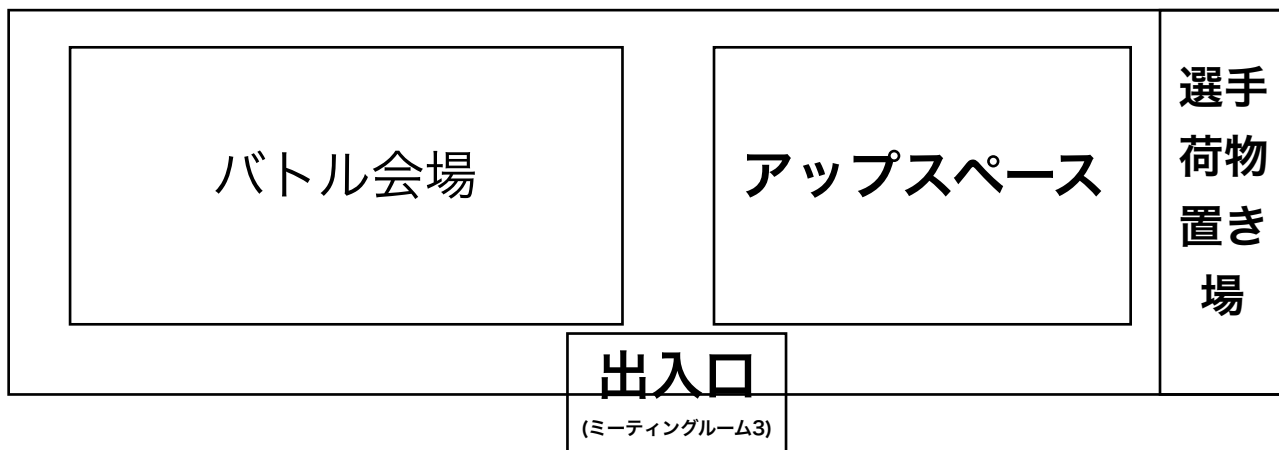 バトル会場
アップスペース
選手
荷物
置き
場
出入口
(ミーティングルーム3)